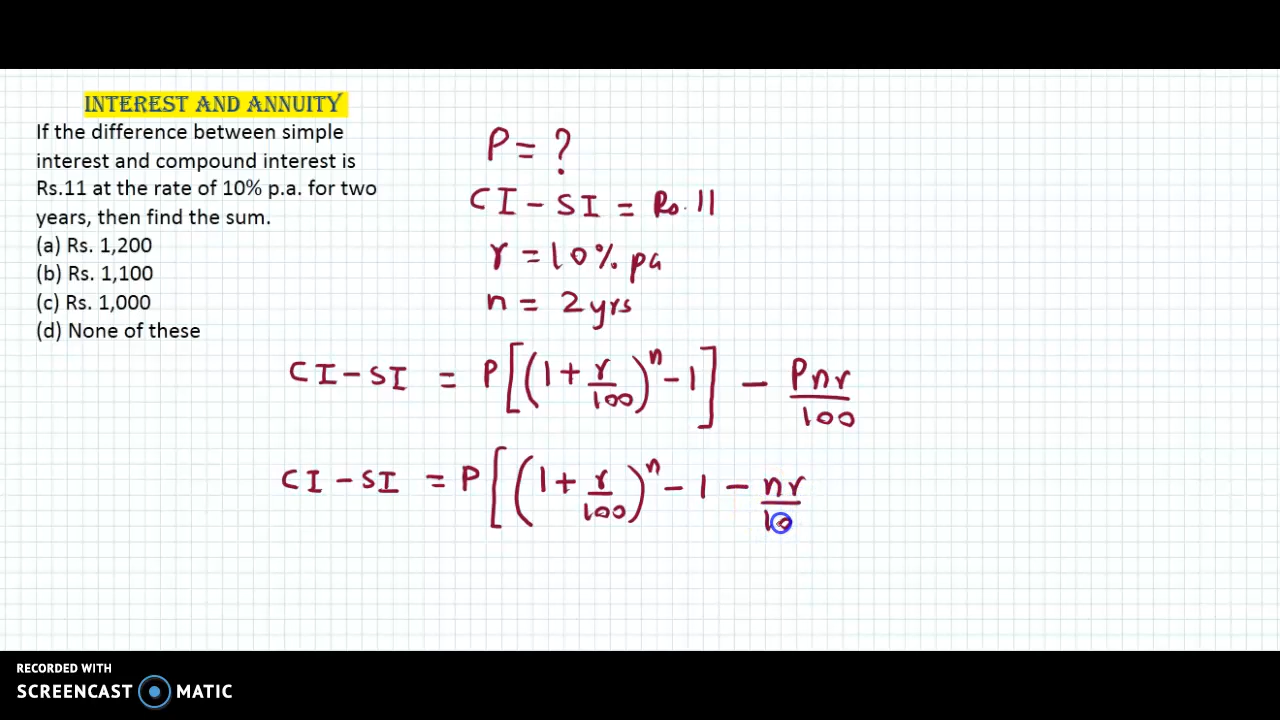 INTEREST AND ANNUITY
If the difference between simple
interest and compound interest is
Rs.11 at the rate of 10% p.a. for two
years, then find the sum.
(a) Rs. 1,200
(b) Rs. 1,100
(c) Rs. 1,000
(d) None of these
P = ?
CI - SI = Rs. 11
r = 10% pa
n = 2 yrs
CI - SI = P[(1 + r/100)^n - 1] - Pnr/100
CI - SI = P[(1 + r/100)^n - 1 - nr/10
RECORDED WITH
SCREENCAST MATIC